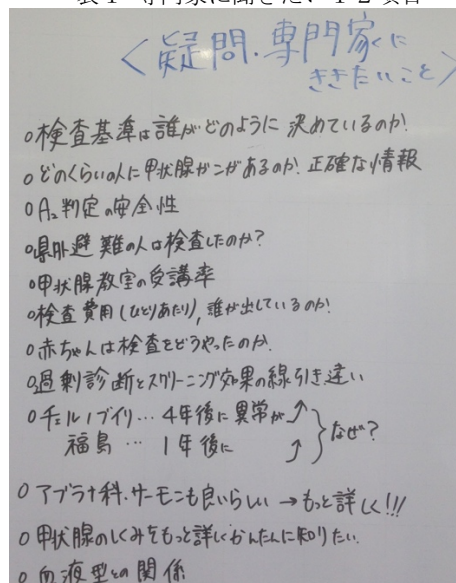 表1 専門家に聞きたい12項目
<疑問.専門家に
ききたいこと>
○検査基準は誰がどのように決めているのか!
○どのくらいの人に甲状腺ガンがあるのか.正確な情報
○A₂判定の安全性
○県外避難の人は検査したのか?
○甲状腺教室の受講率
○検査費用(ひとりあたり),誰が出しているのか!
○赤ちゃんは検査をどうやったのか.
○過剰診断とスクリーニング効果の線引き違い
○チェルノブイリ… 4年後に異常が↑
福島 … 1年後に ↑ } なぜ?
○アブラナ科.サーモンも良いらしい → もっと詳しく!!!
○甲状腺のしくみをもっと詳しくかんたんに知りたい.
○血液型との関係